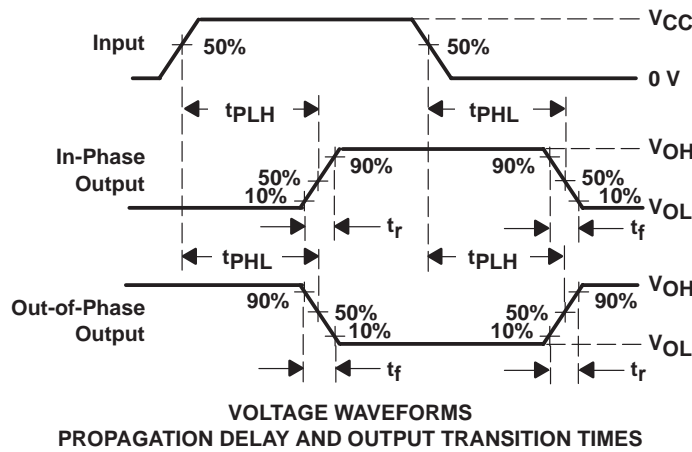 VCC
Input
50%
50%
0 V
tPLH
tPHL
In-Phase
Output
VOH
90%
90%
50%
50%
10%
10%
VOL
tr
tf
tPHL
tPLH
Out-of-Phase
Output
VOH
90%
90%
50%
50%
10%
10%
VOL
tf
tr
VOLTAGE WAVEFORMS
PROPAGATION DELAY AND OUTPUT TRANSITION TIMES